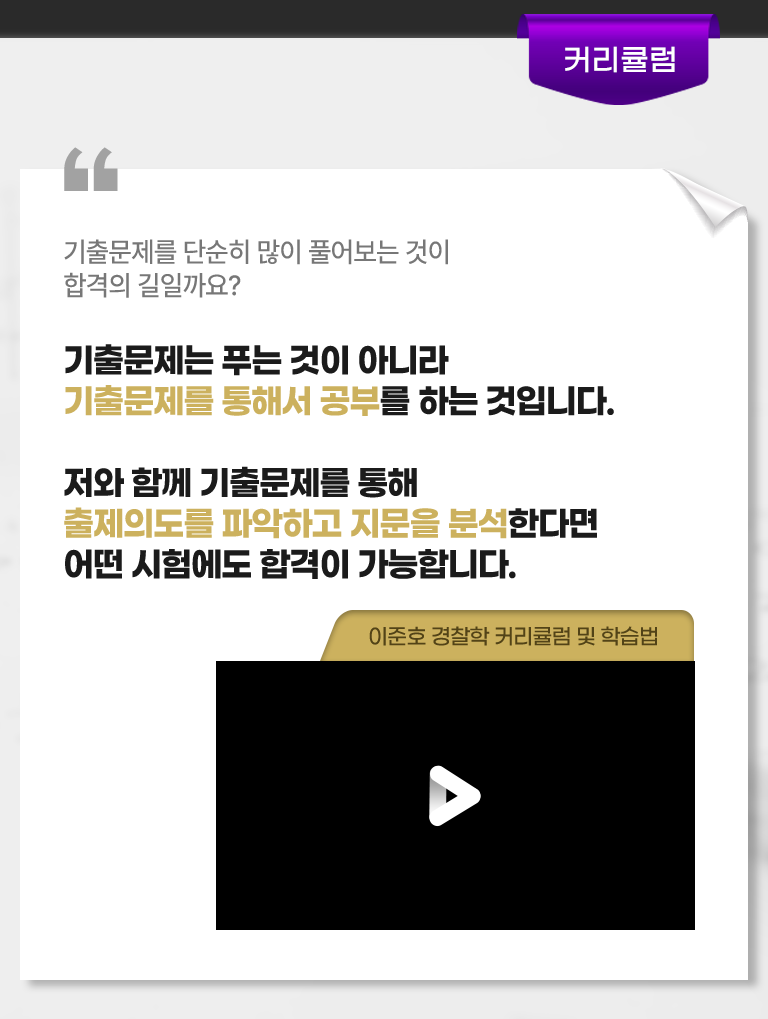 커리큘럼
“
기출문제를 단순히 많이 풀어보는 것이
합격의 길일까요?
기출문제는 푸는 것이 아니라
기출문제를 통해서 공부를 하는 것입니다.
저와 함께 기출문제를 통해
출제의도를 파악하고 지문을 분석한다면
어떤 시험에도 합격이 가능합니다.
이준호 경찰학 커리큘럼 및 학습법